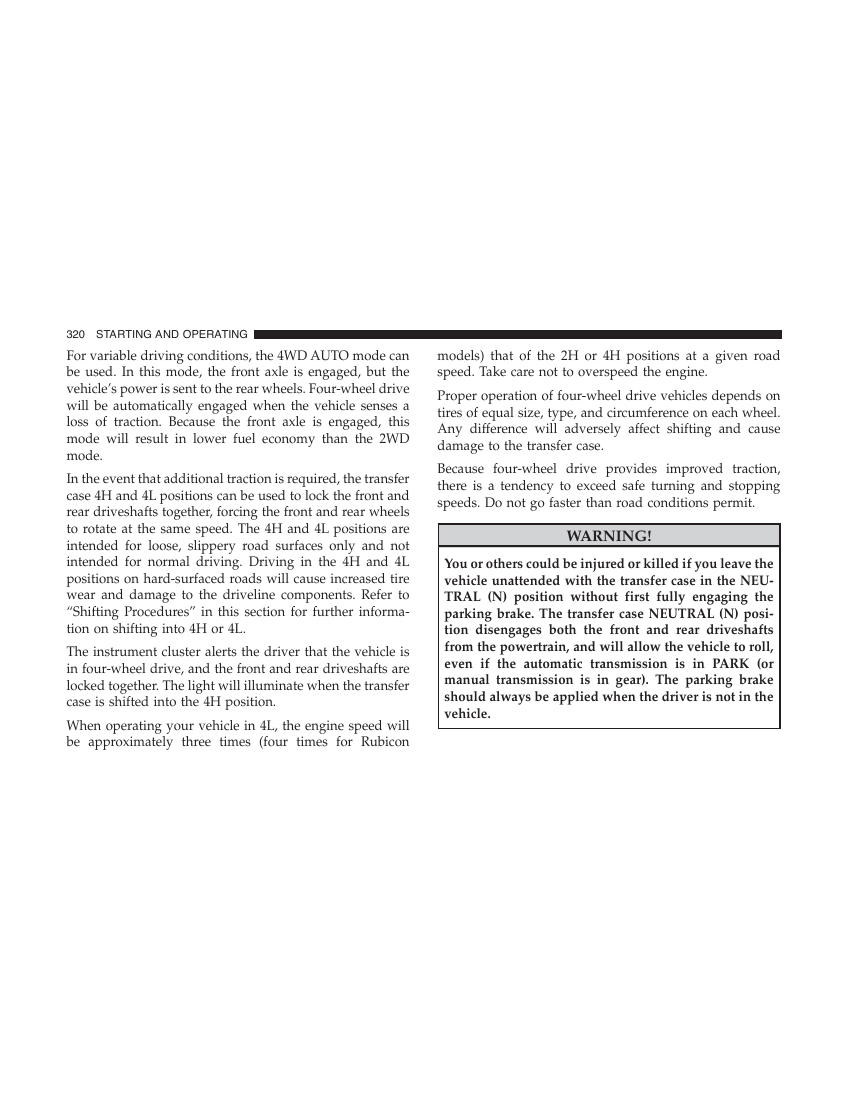 320 STARTING AND OPERATING
For variable driving conditions, the 4WD AUTO mode can
be used. In this mode, the front axle is engaged, but the
vehicle’s power is sent to the rear wheels. Four-wheel drive
will be automatically engaged when the vehicle senses a
loss of traction. Because the front axle is engaged, this
mode will result in lower fuel economy than the 2WD
mode.
In the event that additional traction is required, the transfer
case 4H and 4L positions can be used to lock the front and
rear driveshafts together, forcing the front and rear wheels
to rotate at the same speed. The 4H and 4L positions are
intended for loose, slippery road surfaces only and not
intended for normal driving. Driving in the 4H and 4L
positions on hard-surfaced roads will cause increased tire
wear and damage to the driveline components. Refer to
“Shifting Procedures” in this section for further informa-
tion on shifting into 4H or 4L.
The instrument cluster alerts the driver that the vehicle is
in four-wheel drive, and the front and rear driveshafts are
locked together. The light will illuminate when the transfer
case is shifted into the 4H position.
When operating your vehicle in 4L, the engine speed will
be approximately three times (four times for Rubicon
models) that of the 2H or 4H positions at a given road
speed. Take care not to overspeed the engine.
Proper operation of four-wheel drive vehicles depends on
tires of equal size, type, and circumference on each wheel.
Any difference will adversely affect shifting and cause
damage to the transfer case.
Because four-wheel drive provides improved traction,
there is a tendency to exceed safe turning and stopping
speeds. Do not go faster than road conditions permit.
WARNING!
You or others could be injured or killed if you leave the
vehicle unattended with the transfer case in the NEU-
TRAL (N) position without first fully engaging the
parking brake. The transfer case NEUTRAL (N) posi-
tion disengages both the front and rear driveshafts
from the powertrain, and will allow the vehicle to roll,
even if the automatic transmission is in PARK (or
manual transmission is in gear). The parking brake
should always be applied when the driver is not in the
vehicle.